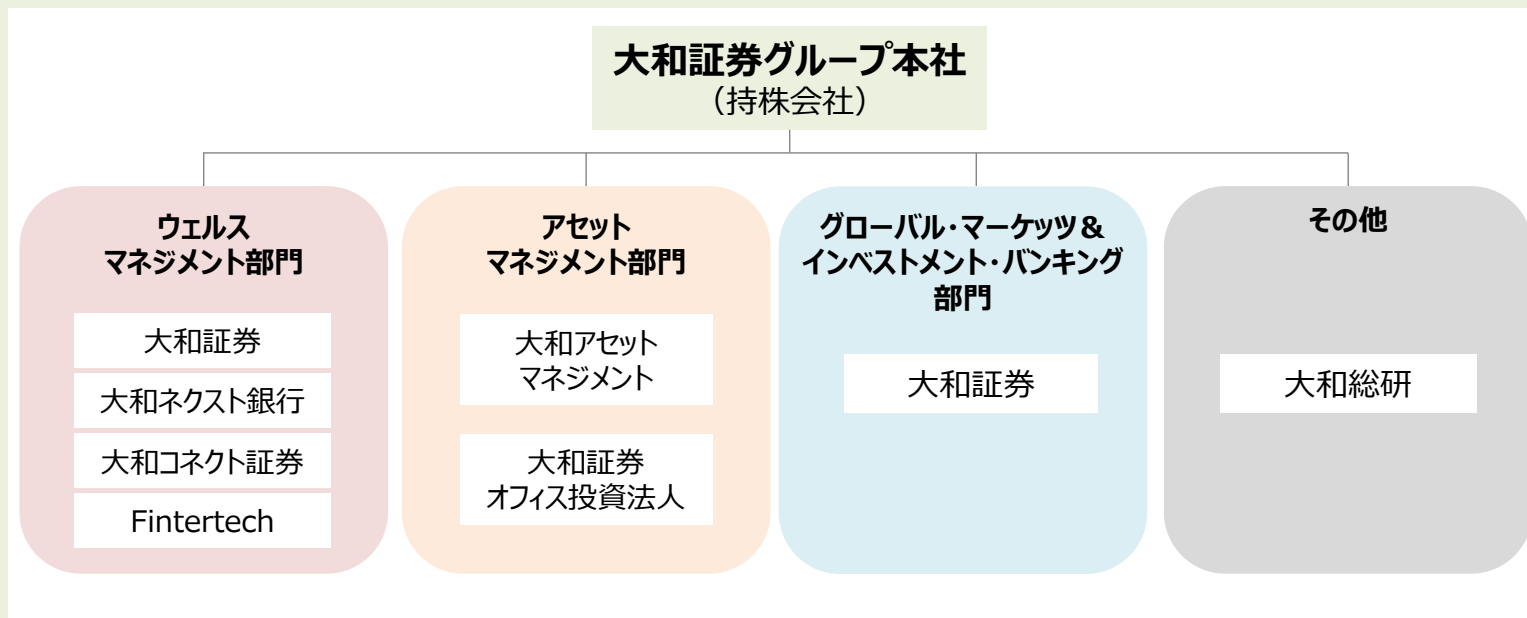 大和証券グループ本社
（持株会社）
ウェルス
マネジメント部門
大和証券
大和ネクスト銀行
大和コネクト証券
Fintertech
アセット
マネジメント部門
大和アセット
マネジメント
大和証券
オフィス投資法人
グローバル・マーケッツ＆
インベストメント・バンキング
部門
大和証券
その他
大和総研